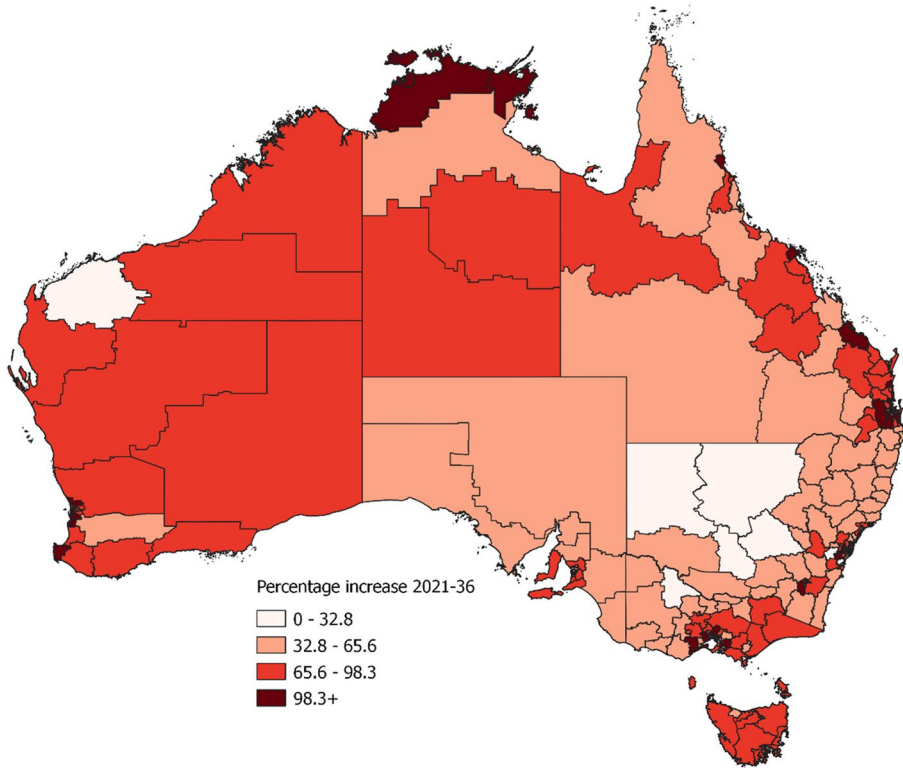 Percentage increase 2021-36
0 - 32.8
32.8 - 65.6
65.6 - 98.3
98.3+